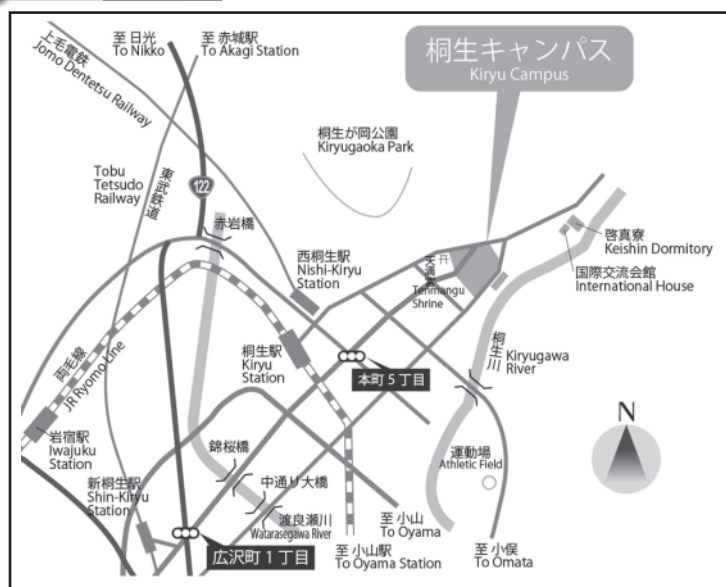 上毛電鉄
Jomo Dentetsu Railway
至 日光
To Nikko
至 赤城駅
To Akagi Station
桐生キャンパス
Kiryu Campus
桐生が岡公園
Kiryugaoka Park
Tobu
Tetsudo
Railway
東武鉄道
122
赤岩橋
西桐生駅
Nishi-Kiryu
Station
天満宮
Tenmangu
Shrine
啓真寮
Keishin Dormitory
国際交流会館
International House
両毛線
JR Ryomo Line
桐生駅
Kiryu
Station
本町 5 丁目
桐生川
Kiryugawa
River
岩宿駅
Iwajuku
Station
錦桜橋
中通り大橋
運動場
Athletic Field
N
新桐生駅
Shin-Kiryu
Station
渡良瀬川
Watarasegawa River
至 小山
To Oyama
広沢町 1 丁目
至 小山駅
To Oyama Station
至 小俣
To Omata